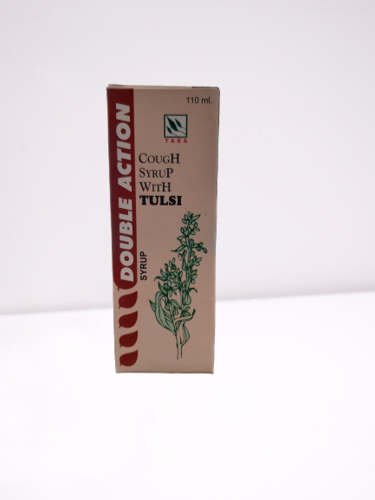 110 ml.
TARA
COUGH
SYRUP
WITH
TULSI
DOUBLE ACTION
SYRUP